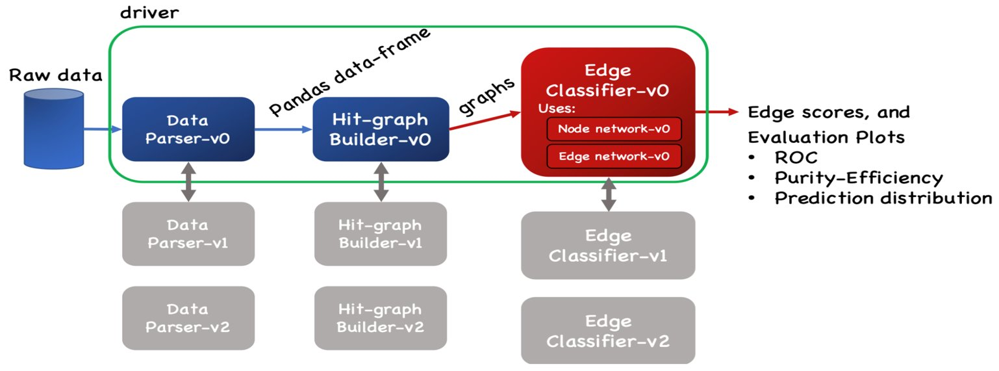 driver
Raw data
Pandas data-frame
graphs
Data
Parser-v0
Hit-graph
Builder-v0
Edge
Classifier-v0
Uses:
Node network-v0
Edge network-v0
Edge scores, and
Evaluation Plots
• ROC
• Purity-Efficiency
• Prediction distribution
Data
Parser-v1
Hit-graph
Builder-v1
Edge
Classifier-v1
Data
Parser-v2
Hit-graph
Builder-v2
Edge
Classifier-v2